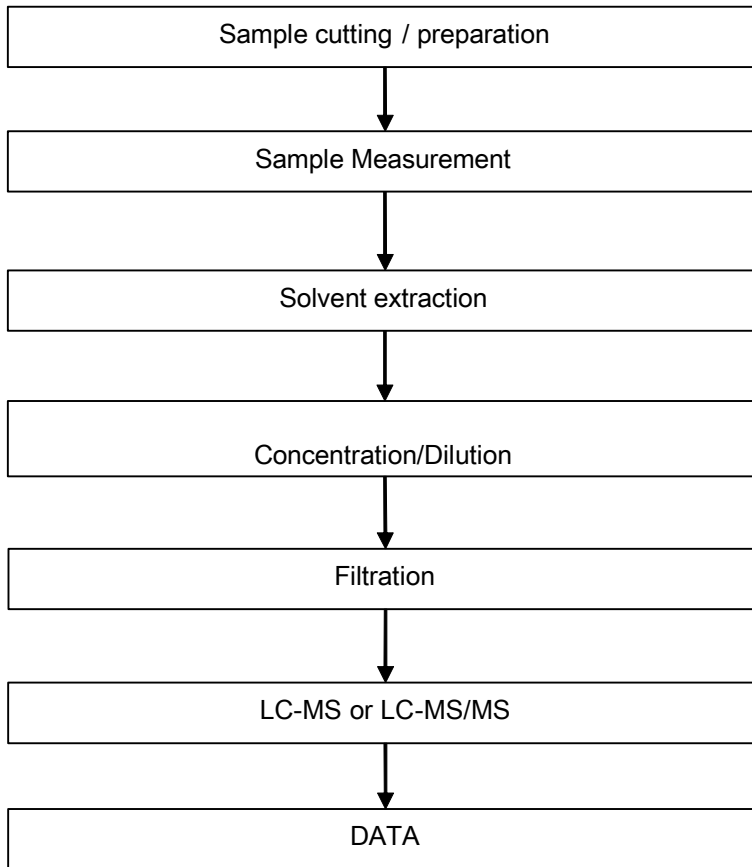 Sample cutting / preparation
Sample Measurement
Solvent extraction
Concentration/Dilution
Filtration
LC-MS or LC-MS/MS
DATA